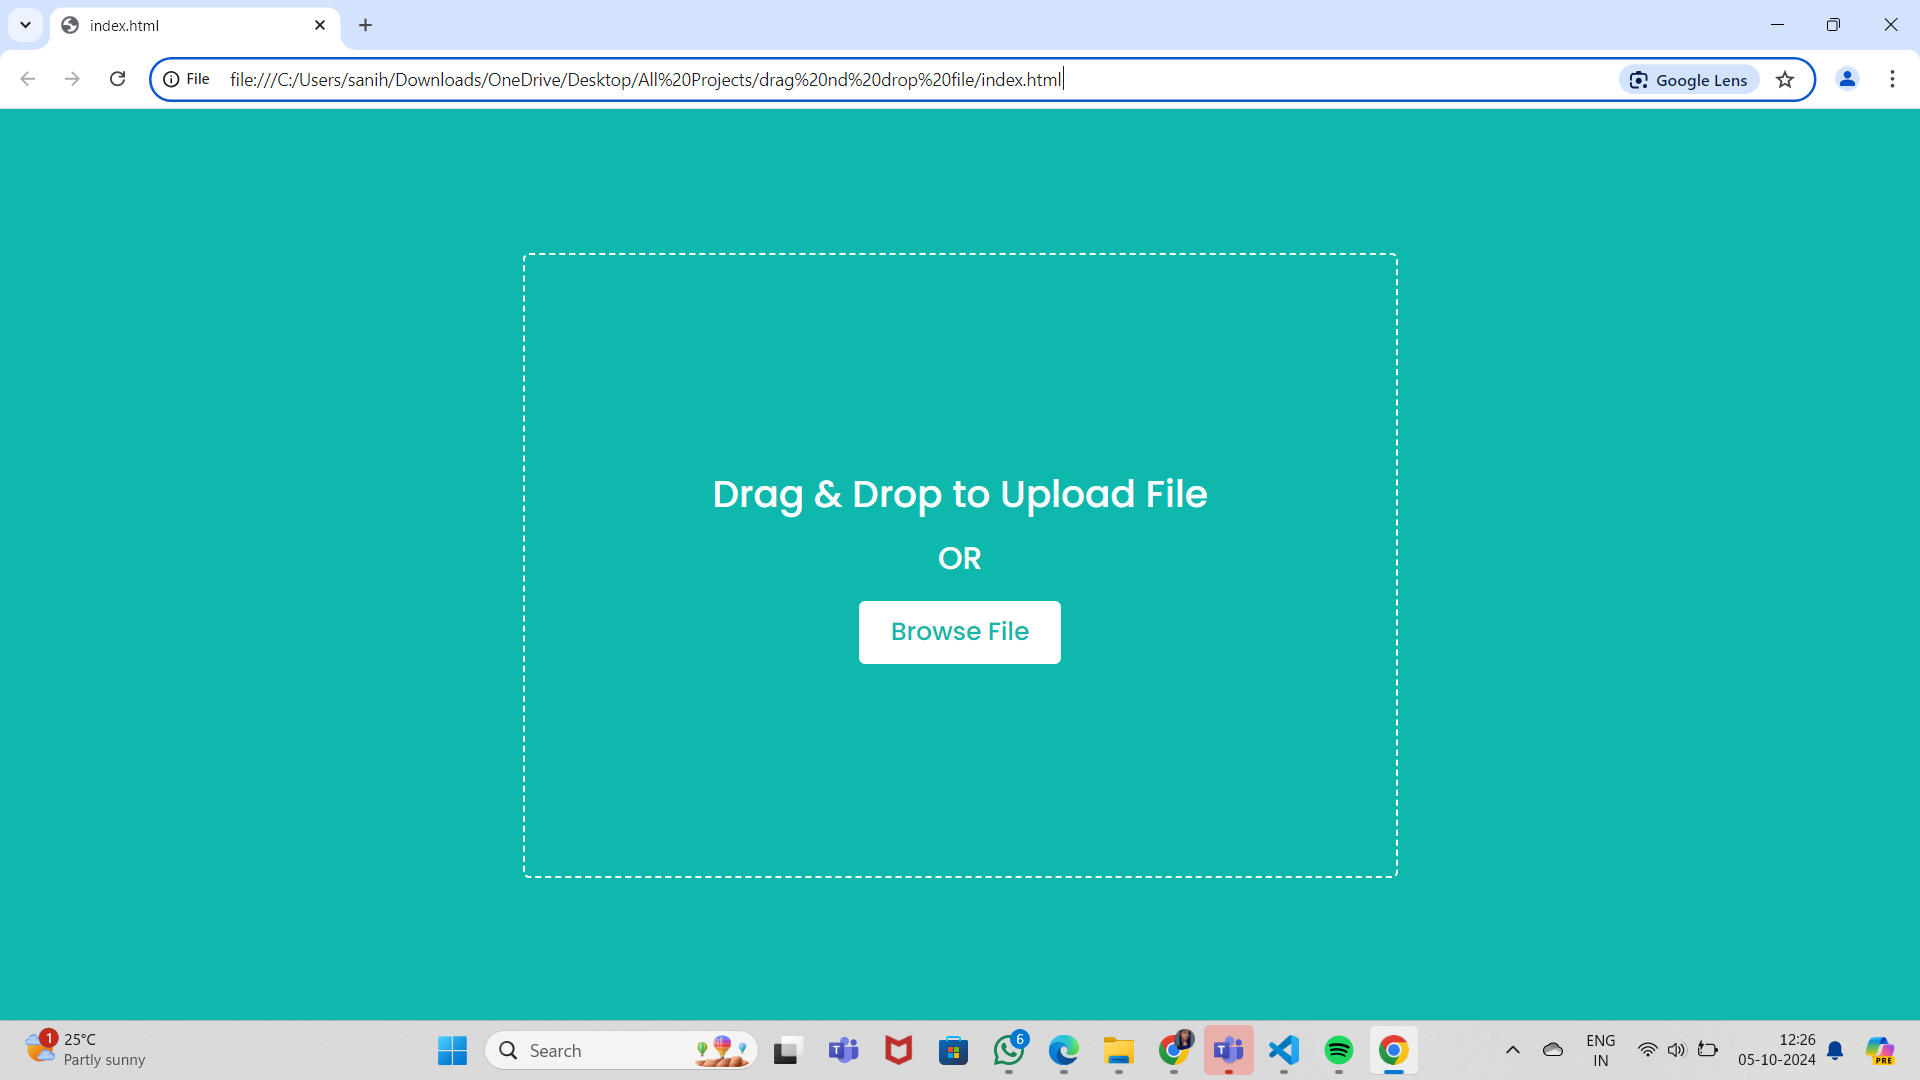 index.html
File
file:///C:/Users/sanih/Downloads/OneDrive/Desktop/All%20Projects/drag%20nd%20drop%20file/index.html
Google Lens
Drag & Drop to Upload File
OR
Browse File
1
25°C
Partly sunny
Search
6
ENG
IN
12:26
05-10-2024
PRE